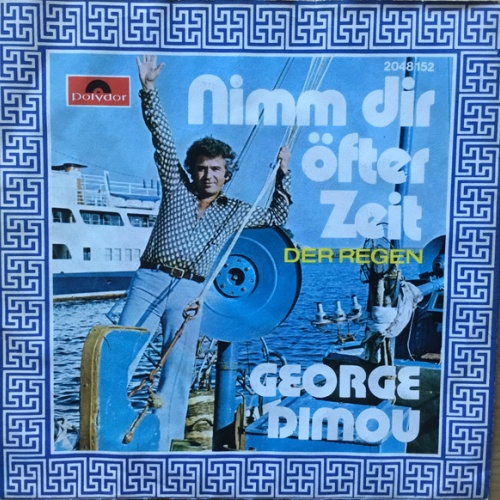 polydor
2048 152
Nimm dir
öfter
Zeit
DER REGEN
GEORGE
DIMOU